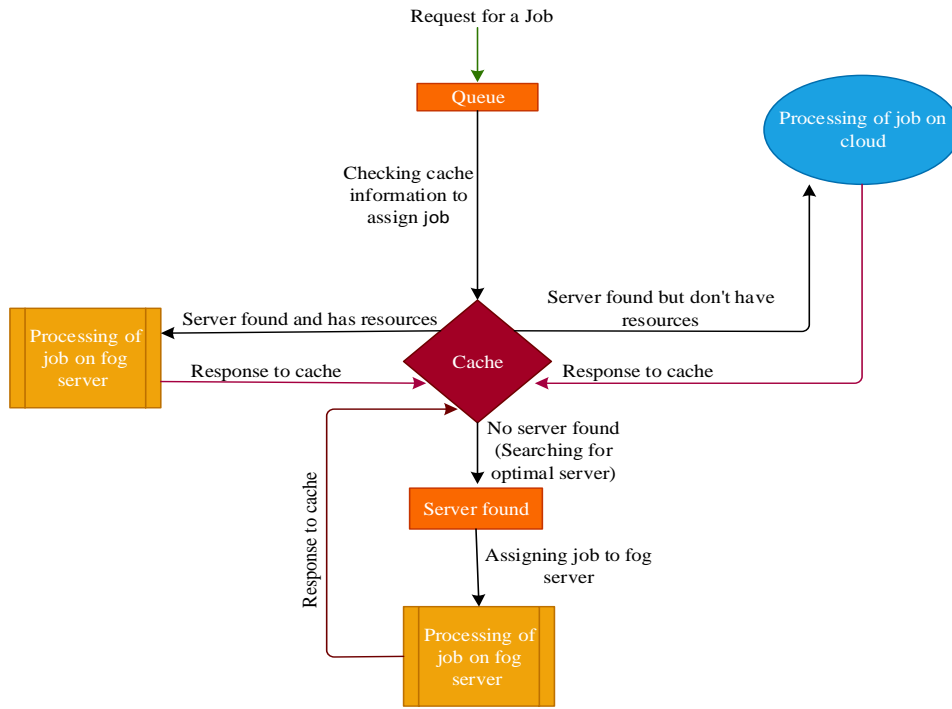 Request for a Job
Queue
Processing of job on
cloud
Checking cache
information to
assign job
Server found but don't have
resources
Server found and has resources
Processing of
job on fog
server
Cache
Response to cache
Response to cache
No server found
(Searching for
optimal server)
Response to cache
Server found
Assigning job to fog
server
Processing of
job on fog
server